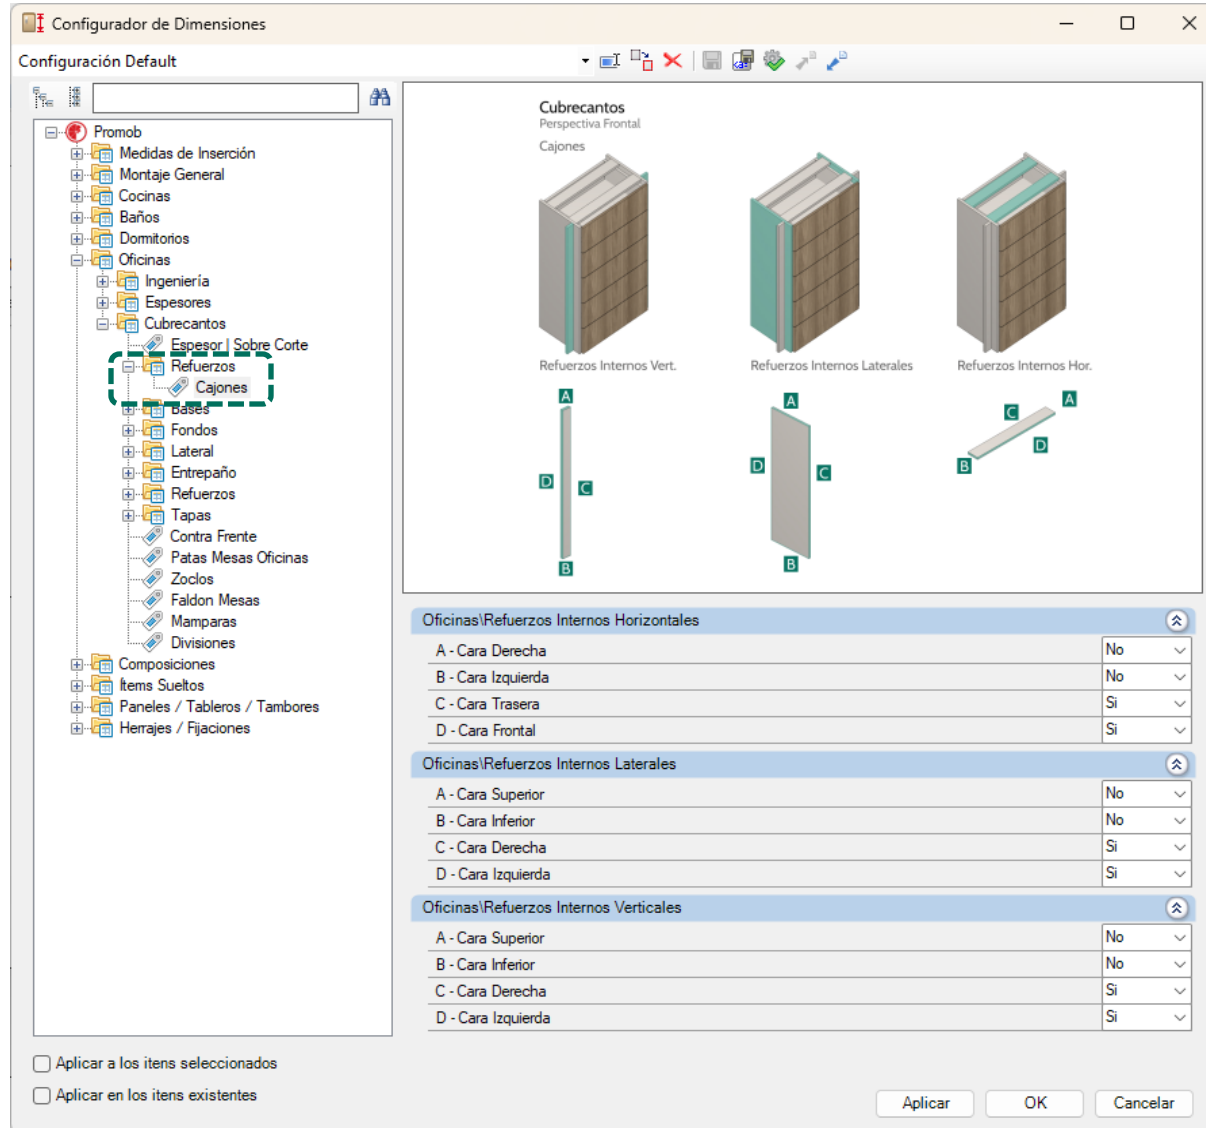 Configurador de Dimensiones
Configuración Default
Promob
Medidas de Inserción
Montaje General
Cocinas
Baños
Dormitorios
Oficinas
Ingeniería
Espesores
Cubrecantos
Espesor | Sobre Corte
Refuerzos
Cajones
Bases
Fondos
Lateral
Entrepaño
Refuerzos
Tapas
Contra Frente
Patas Mesas Oficinas
Zoclos
Faldon Mesas
Mamparas
Divisiones
Composiciones
Ítems Sueltos
Paneles / Tableros / Tambores
Herrajes / Fijaciones
Cubrecantos
Perspectiva Frontal
Cajones
Refuerzos Internos Vert. Refuerzos Internos Laterales Refuerzos Internos Hor.
A A C A
D C D C B D
B B
Oficinas\Refuerzos Internos Horizontales
A - Cara Derecha No
B - Cara Izquierda No
C - Cara Trasera Si
D - Cara Frontal Si
Oficinas\Refuerzos Internos Laterales
A - Cara Superior No
B - Cara Inferior No
C - Cara Derecha Si
D - Cara Izquierda Si
Oficinas\Refuerzos Internos Verticales
A - Cara Superior No
B - Cara Inferior No
C - Cara Derecha Si
D - Cara Izquierda Si
Aplicar a los itens seleccionados
Aplicar en los itens existentes
Aplicar OK Cancelar